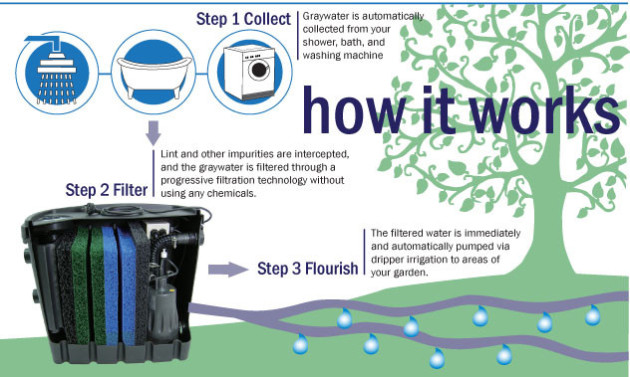 Step 1 Collect
Graywater is automatically
collected from your
shower, bath, and
washing machine
how it works
Lint and other impurities are intercepted,
and the graywater is filtered through a
progressive filtration technology without
using any chemicals.
Step 2 Filter
The filtered water is immediately
and automatically pumped via
dripper irrigation to areas of
your garden.
Step 3 Flourish